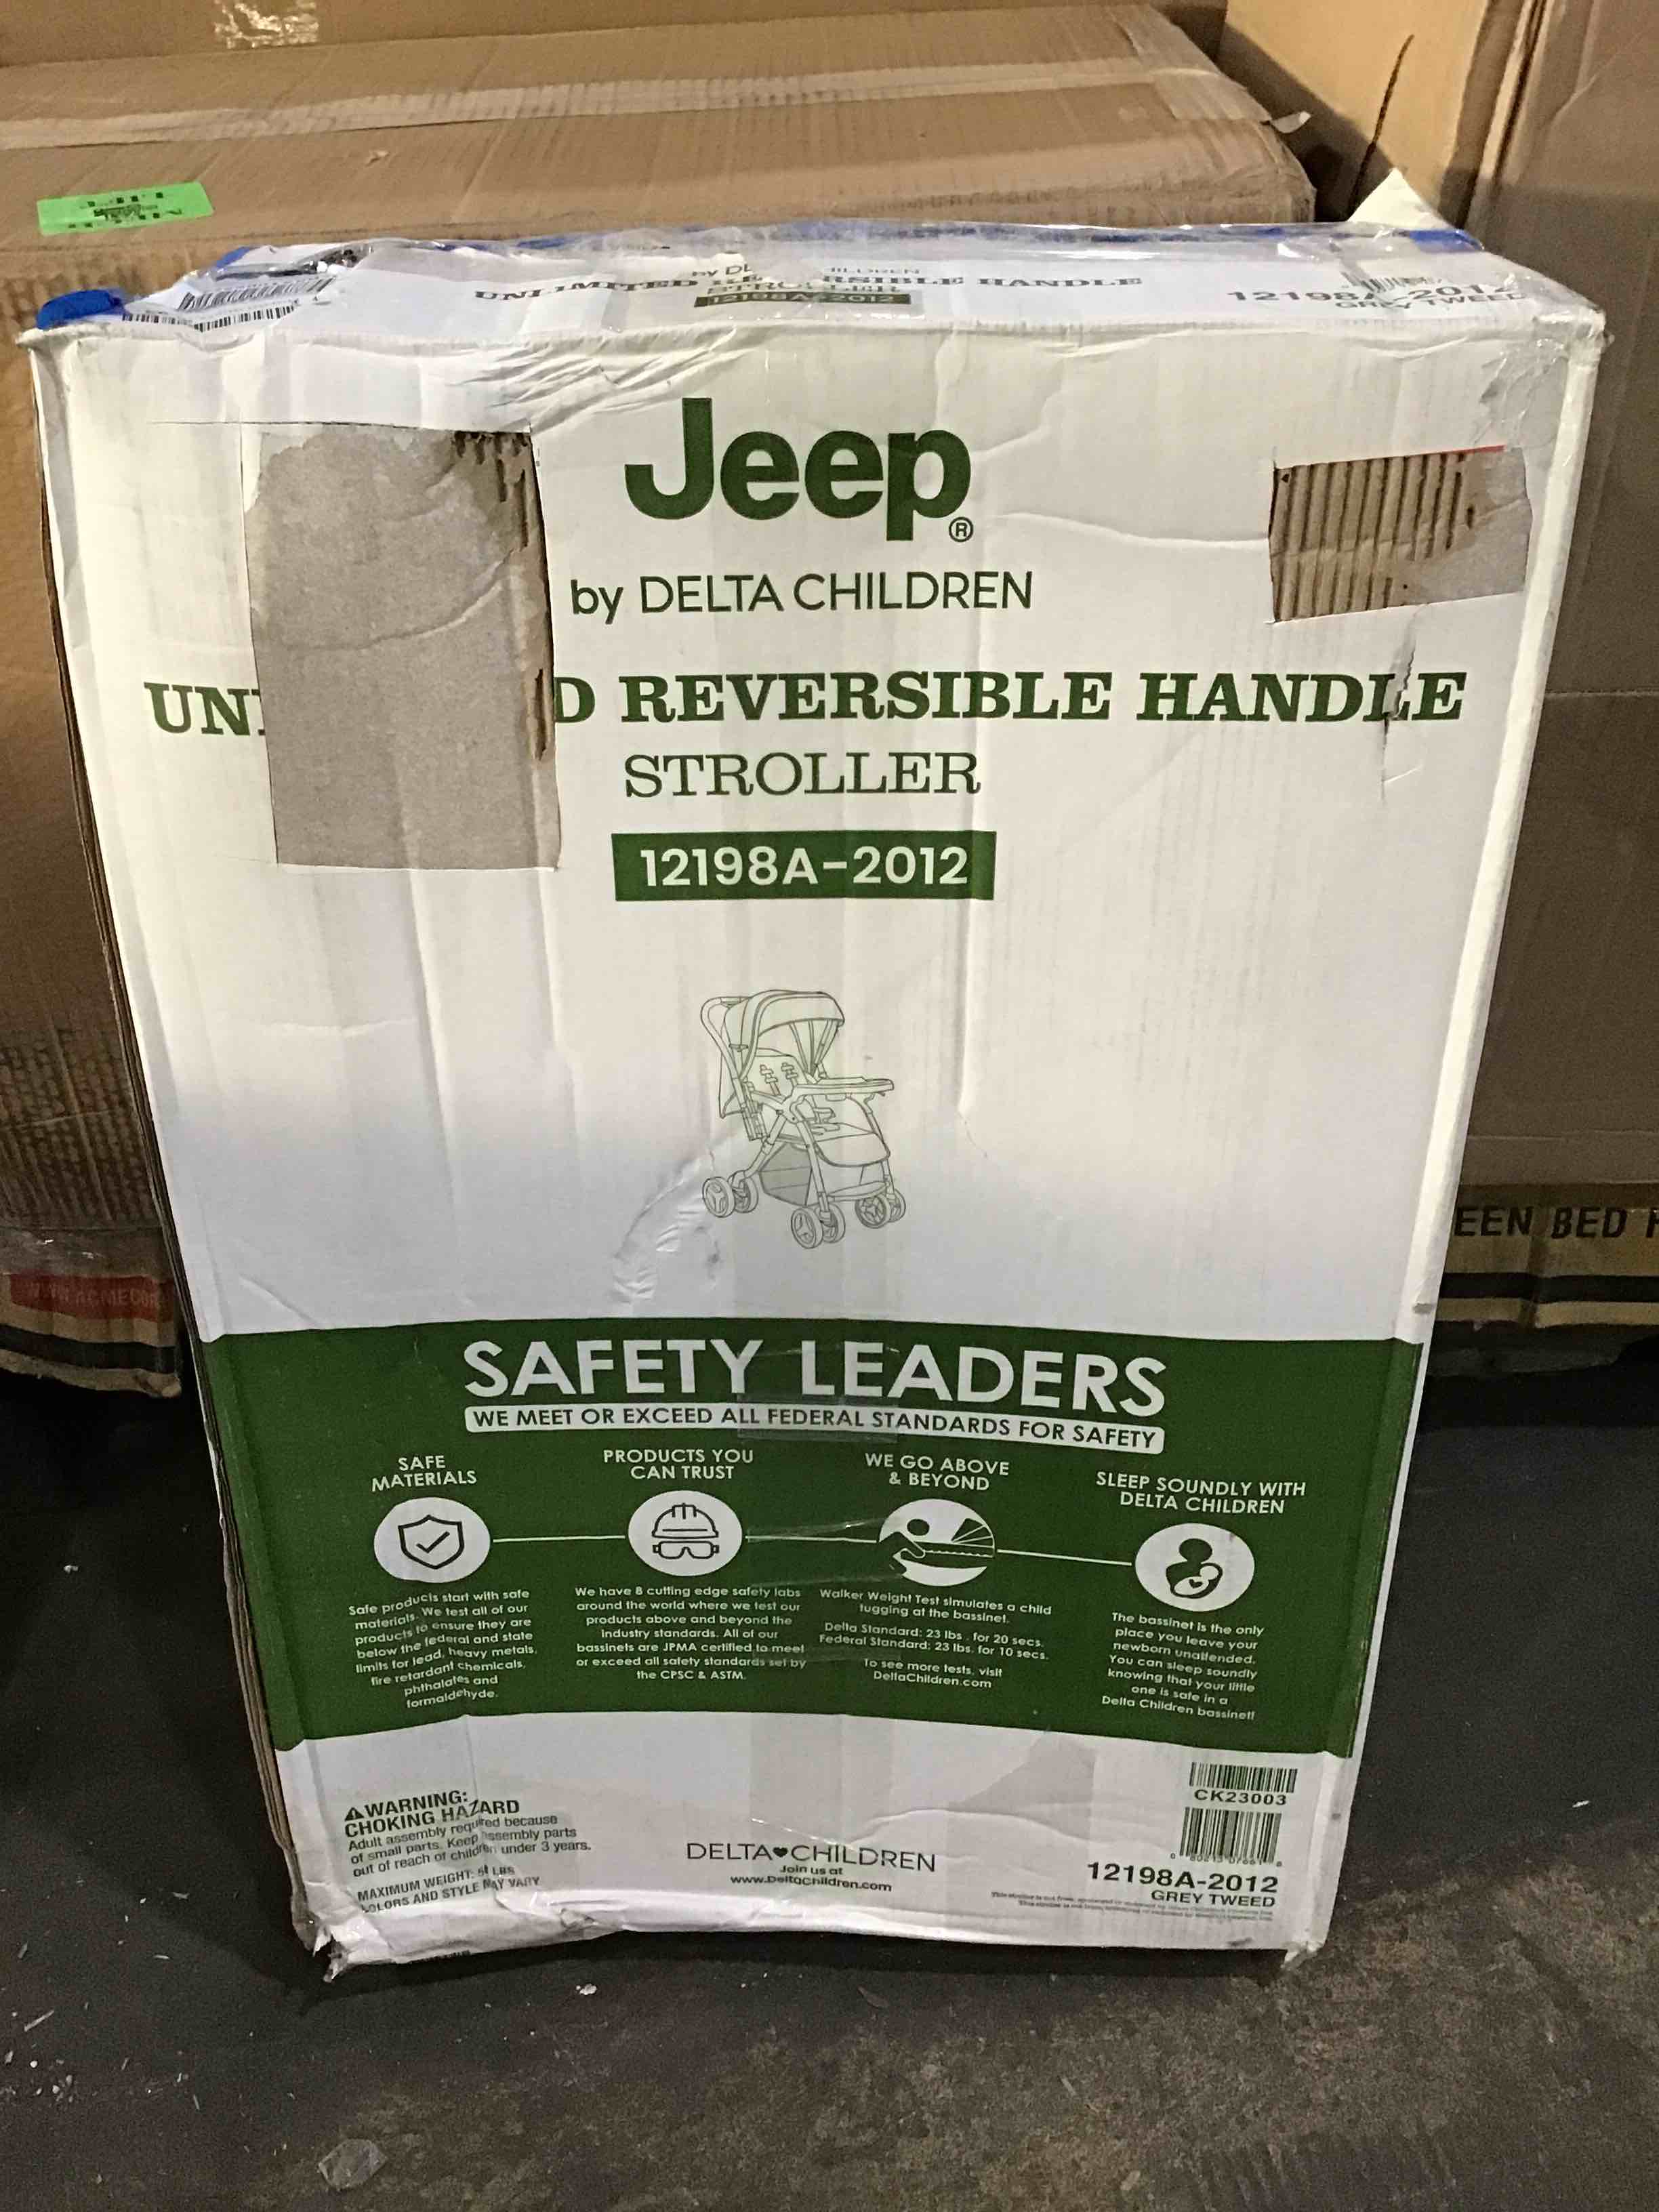 UNLIMITED REVERSIBLE HANDLE
12198A-2012
12198A-2012
GREY TWEED
Jeep®
by DELTA CHILDREN
UN D REVERSIBLE HANDLE
STROLLER
12198A-2012
EEN BED
SAFETY LEADERS
WE MEET OR EXCEED ALL FEDERAL STANDARDS FOR SAFETY
SAFE
MATERIALS
Safe products start with safe
materials. We test all of our
products to ensure they are
below the federal and state
limits for lead, heavy metals,
fire retardant chemicals,
phthalates and
formaldehyde.
PRODUCTS YOU
CAN TRUST
We have 8 cutting edge safety labs
around the world where we test our
products above and beyond the
industry standards. All of our
bassinets are JPMA certified to meet
or exceed all safety standards set by
the CPSC & ASTM.
WE GO ABOVE
& BEYOND
Walker Weight Test simulates a child
tugging at the bassinet.
Delta Standard: 23 lbs. for 20 secs.
Federal Standard: 23 lbs. for 10 secs.
To see more tests, visit
DeltaChildren.com
SLEEP SOUNDLY WITH
DELTA CHILDREN
The bassinet is the only
place you leave your
newborn unattended.
You can sleep soundly
knowing that your little
one is safe in a
Delta Children bassinet!
WARNING:
CHOKING HAZARD
Adult assembly required because
of small parts. Keep assembly parts
out of reach of children under 3 years.
MAXIMUM WEIGHT: LBS
COLORS AND STYLE MAY VARY
DELTA CHILDREN
Join us at
www.DeltaChildren.com
CK23003
12198A-2012
GREY TWEED